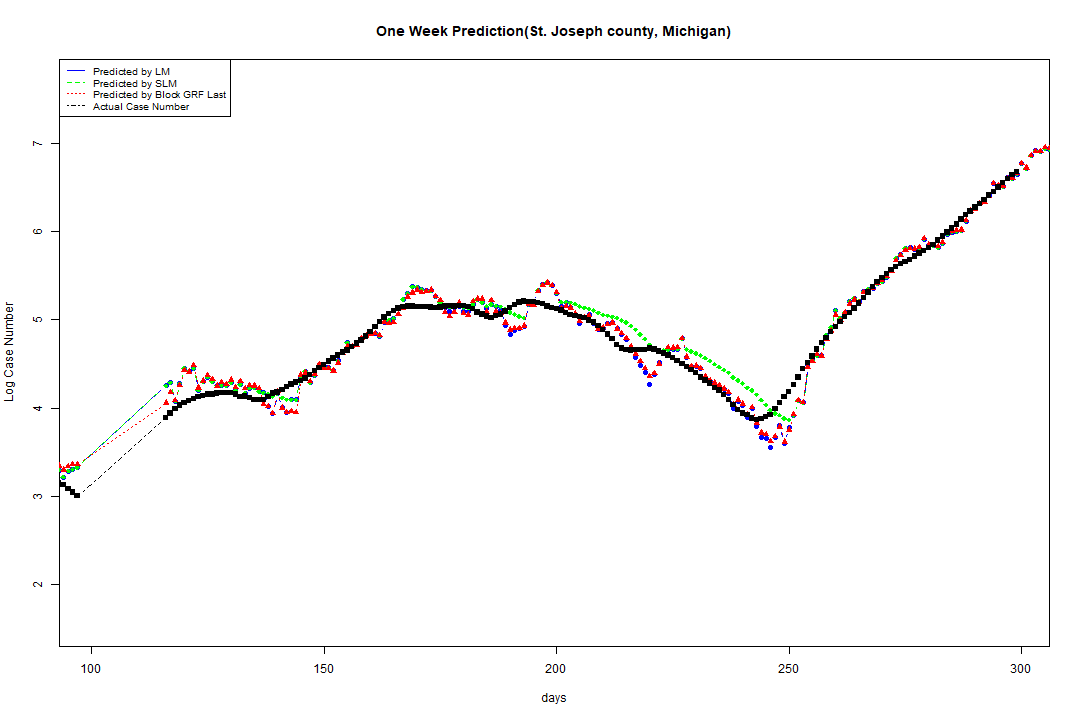 One Week Prediction(St. Joseph county, Michigan)
Predicted by LM
Predicted by SLM
Predicted by Block GRF Last
Actual Case Number
7
6
5
4
3
2
Log Case Number
100 150 200 250 300
days